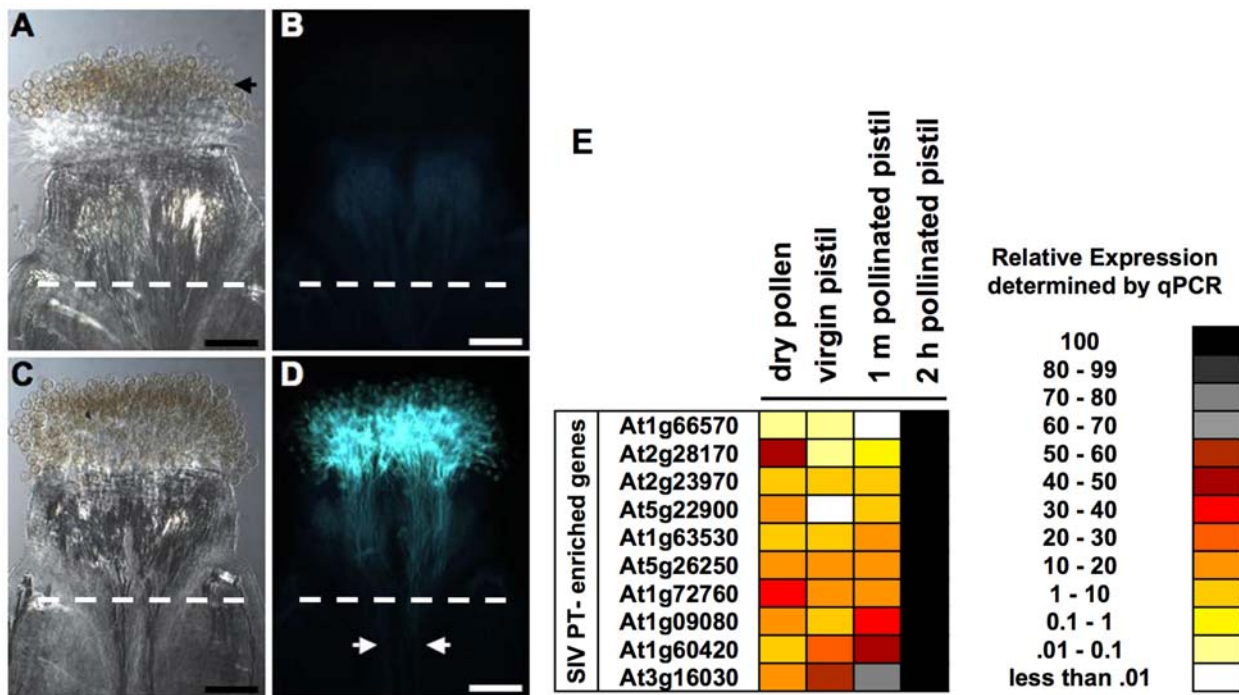 A
B
C
D
E
dry pollen
virgin pistil
1 m pollinated pistil
2 h pollinated pistil
SIV PT- enriched genes
At1g66570
At2g28170
At2g23970
At5g22900
At1g63530
At5g26250
At1g72760
At1g09080
At1g60420
At3g16030
Relative Expression
determined by qPCR
100
80 - 99
70 - 80
60 - 70
50 - 60
40 - 50
30 - 40
20 - 30
10 - 20
1 - 10
0.1 - 1
.01 - 0.1
less than .01